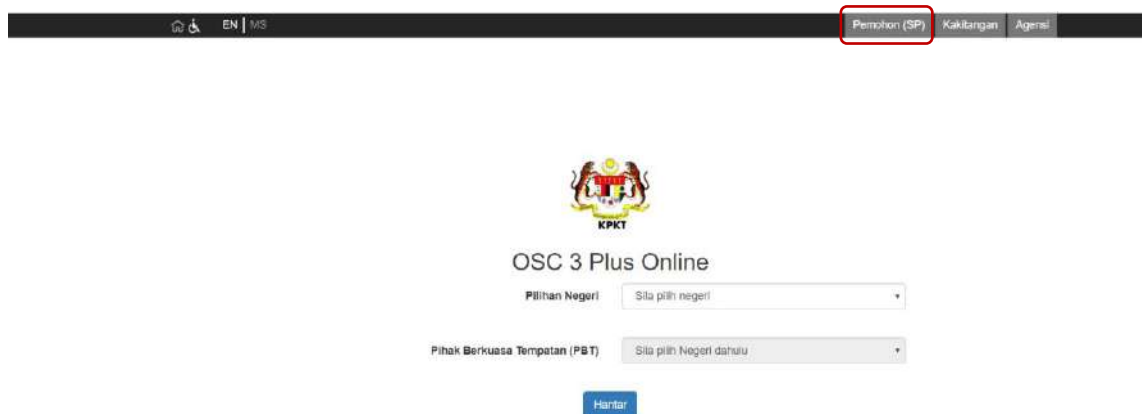 EN | MS
Pemohon (SP) Kakitangan Agensi
KPKT
OSC 3 Plus Online
Pilihan Negeri Sila pilih negeri
Pihak Berkuasa Tempatan (PBT) Sila pilih Negeri dahulu
Hantar